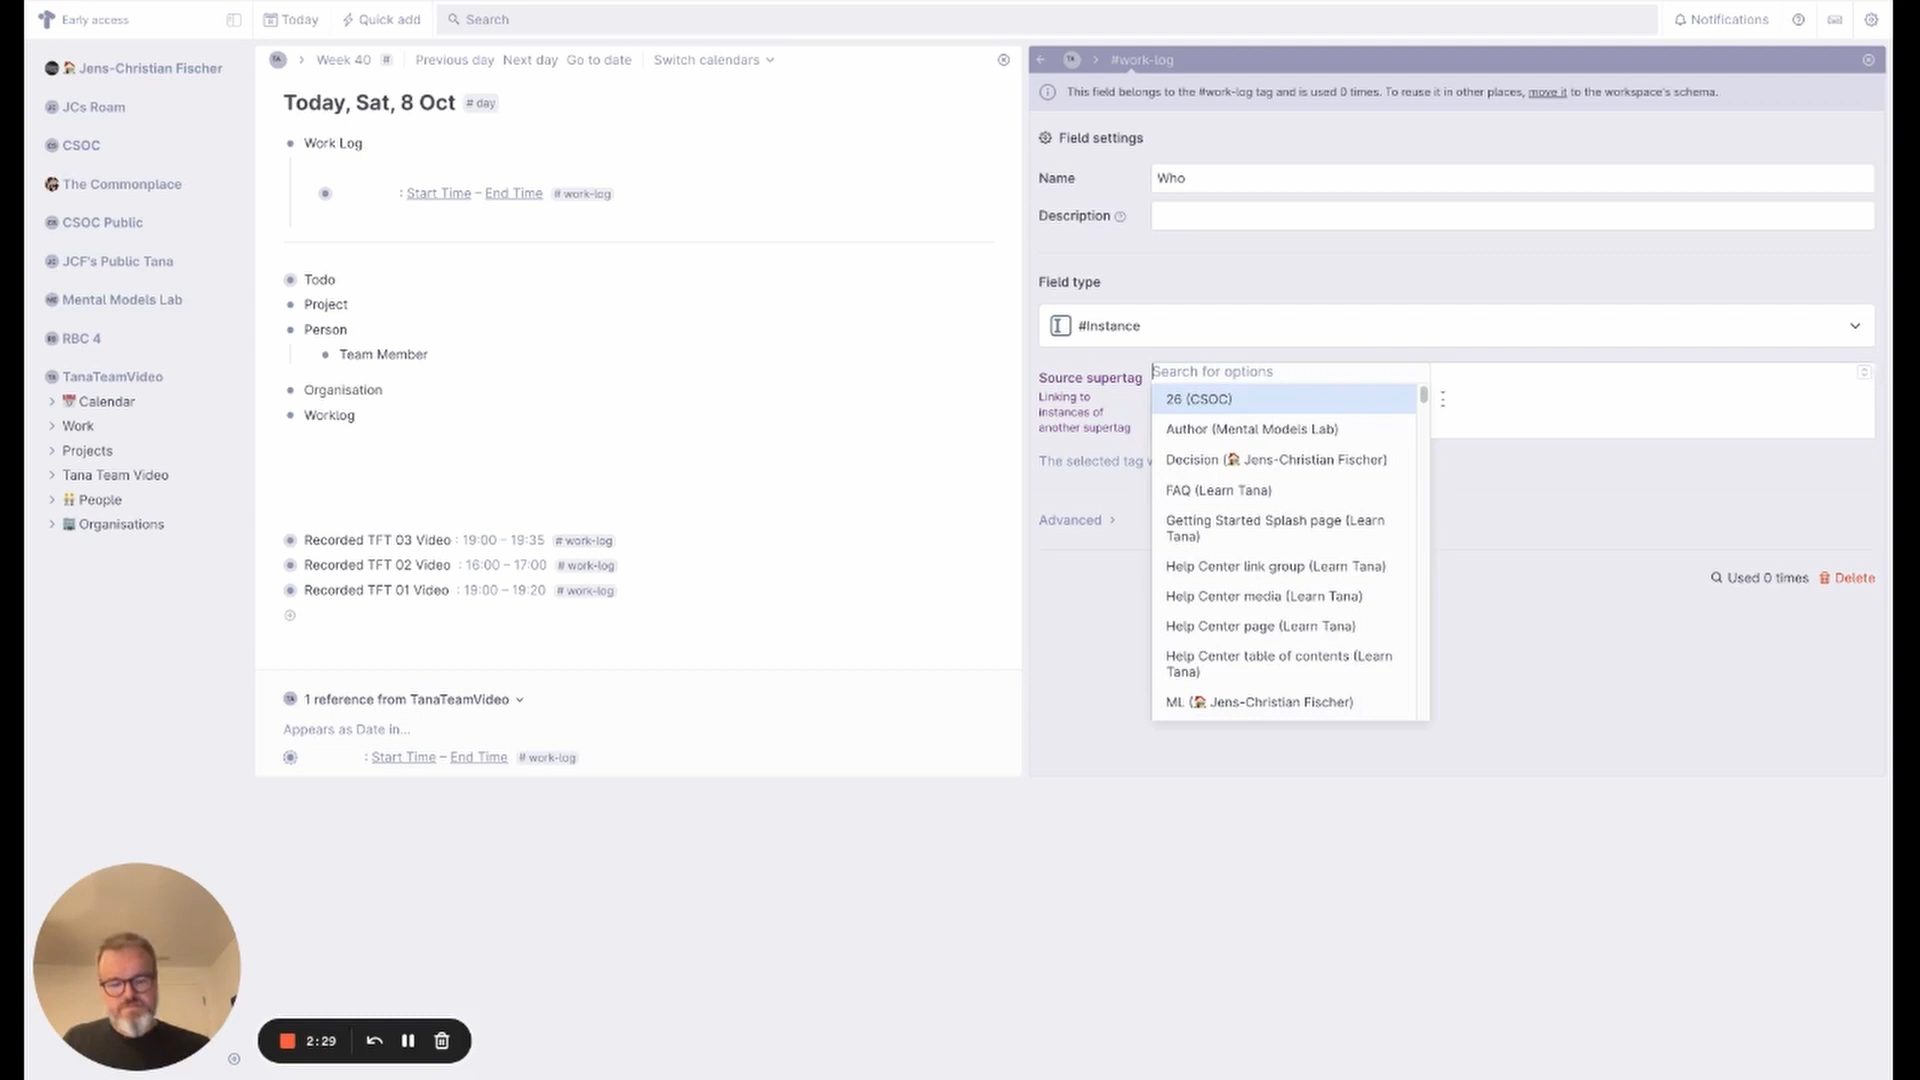 Early access
Today
Quick add
Search
Notifications
Jens-Christian Fischer
JCs Roam
CSOC
The Commonplace
CSOC Public
JCF's Public Tana
Mental Models Lab
RBC 4
TanaTeamVideo
Calendar
Work
Projects
Tana Team Video
People
Organisations
Week 40 #
Previous day Next day Go to date
Switch calendars
Today, Sat, 8 Oct # day
Work Log
: Start Time – End Time # work-log
Todo
Project
Person
Team Member
Organisation
Worklog
Recorded TFT 03 Video : 19:00 – 19:35 # work-log
Recorded TFT 02 Video : 16:00 – 17:00 # work-log
Recorded TFT 01 Video : 19:00 – 19:20 # work-log
1 reference from TanaTeamVideo
Appears as Date in...
: Start Time – End Time # work-log
#work-log
This field belongs to the #work-log tag and is used 0 times. To reuse it in other places, move it to the workspace's schema.
Field settings
Name
Who
Description
Field type
#Instance
Source supertag
Linking to
instances of
another supertag
The selected tag
Search for options
26 (CSOC)
Author (Mental Models Lab)
Decision (🏠 Jens-Christian Fischer)
FAQ (Learn Tana)
Getting Started Splash page (Learn
Tana)
Help Center link group (Learn Tana)
Help Center media (Learn Tana)
Help Center page (Learn Tana)
Help Center table of contents (Learn
Tana)
ML (🏠 Jens-Christian Fischer)
Advanced
Used 0 times
Delete
2:29